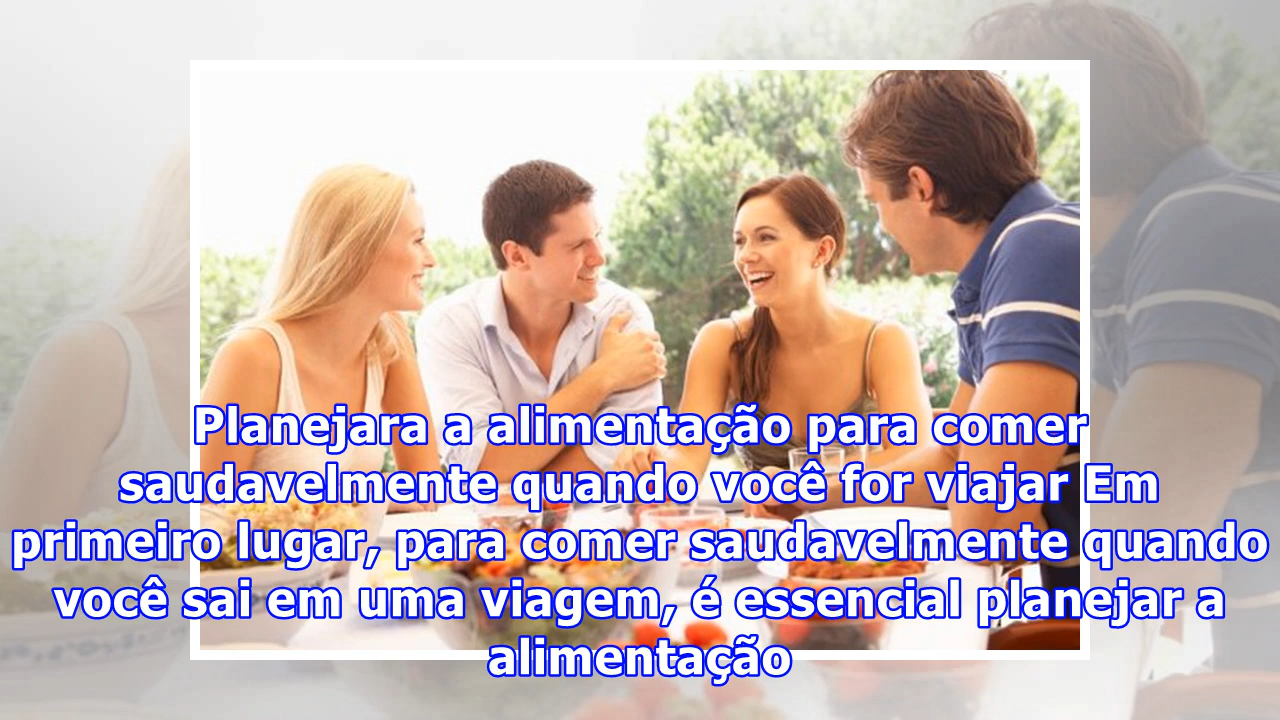 Planejara a alimentação para comer
saudavelmente quando você for viajar Em
primeiro lugar, para comer saudavelmente quando
você sai em uma viagem, é essencial planejar a
alimentação